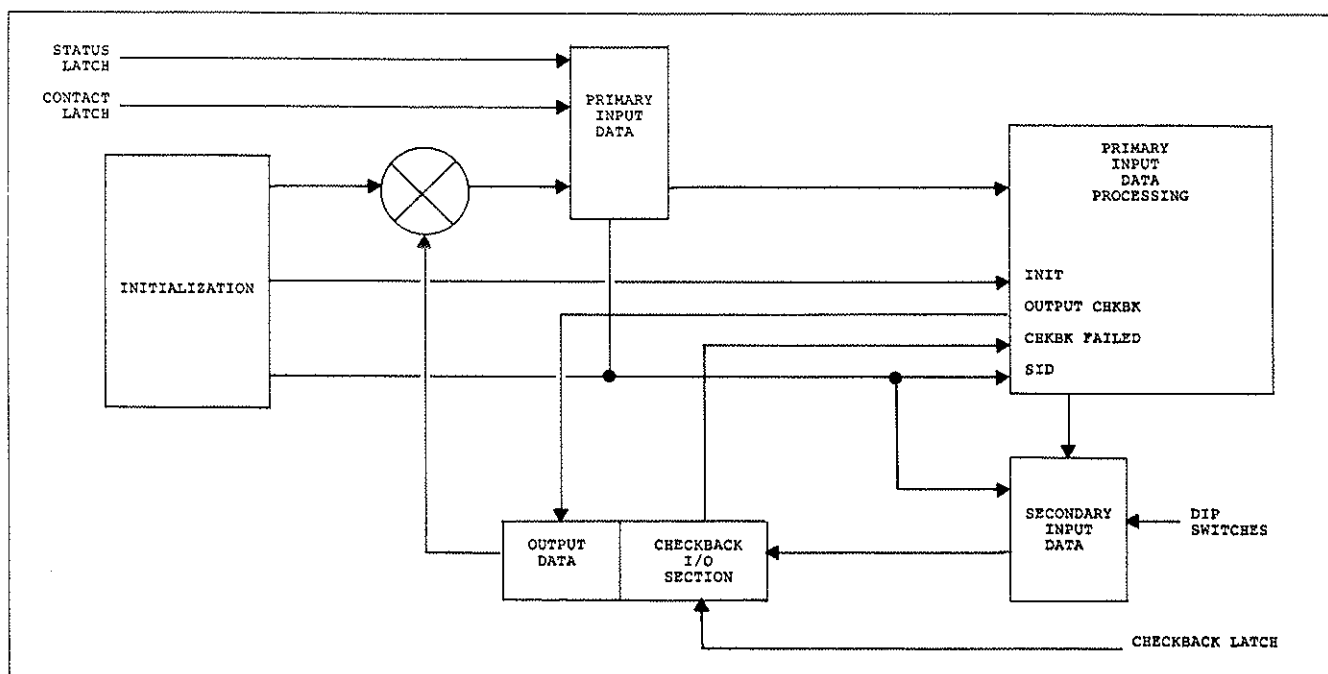 STATUS
LATCH
CONTACT
LATCH
PRIMARY
INPUT
DATA
PRIMARY
INPUT
DATA
PROCESSING
INITIALIZATION
INIT
OUTPUT CHKBK
CHKBK FAILED
SID
OUTPUT
DATA
CHECKBACK
I/O
SECTION
SECONDARY
INPUT
DATA
DIP
SWITCHES
CHECKBACK LATCH